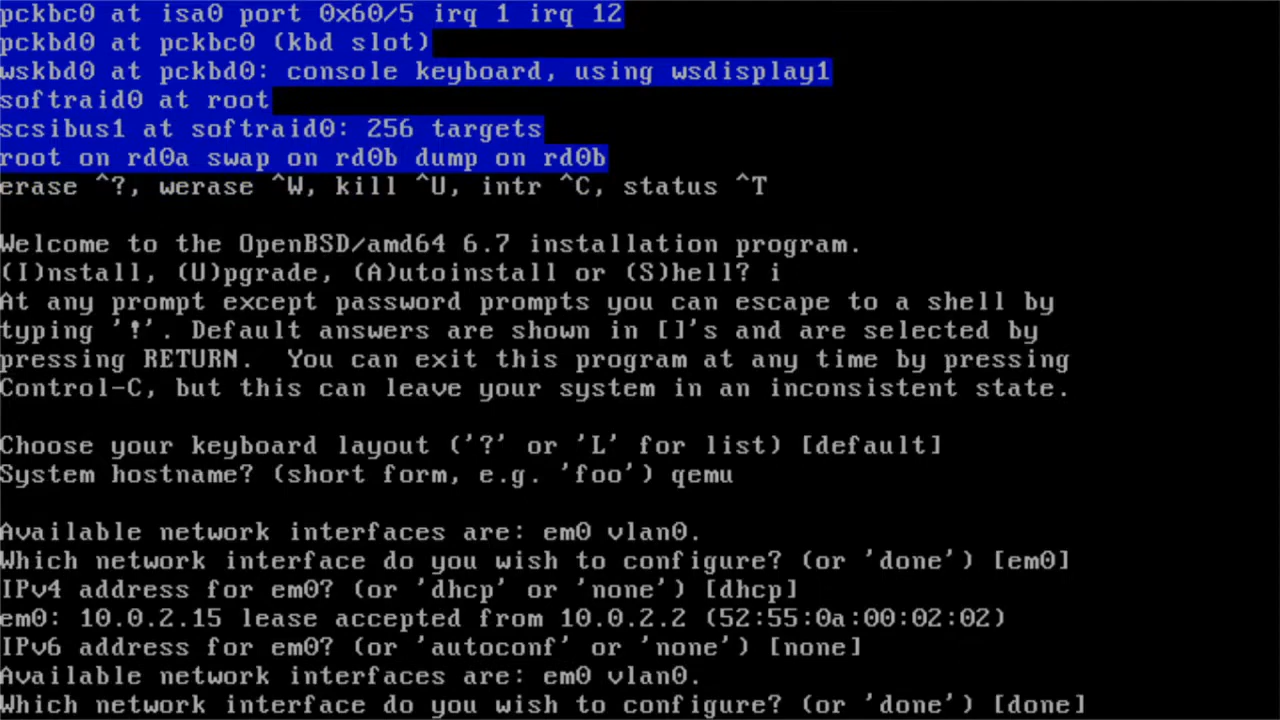 pckbc0 at isa0 port 0x60/5 irq 1 irq 12
pckbd0 at pckbc0 (kbd slot)
wskbd0 at pckbd0: console keyboard, using wsdisplay1
softraid0 at root
scsibus1 at softraid0: 256 targets
root on rd0a swap on rd0b dump on rd0b
erase ^?, werase ^W, kill ^U, intr ^C, status ^T
Welcome to the OpenBSD/amd64 6.7 installation program.
(I)nstall, (U)pgrade, (A)utoinstall or (S)hell? i
At any prompt except password prompts you can escape to a shell by
typing '!'. Default answers are shown in []'s and are selected by
pressing RETURN.  You can exit this program at any time by pressing
Control-C, but this can leave your system in an inconsistent state.
Choose your keyboard layout ('?' or 'L' for list) [default]
System hostname? (short form, e.g. 'foo') qemu
Available network interfaces are: em0 vlan0.
Which network interface do you wish to configure? (or 'done') [em0]
IPv4 address for em0? (or 'dhcp' or 'none') [dhcp]
em0: 10.0.2.15 lease accepted from 10.0.2.2 (52:55:0a:00:02:02)
IPv6 address for em0? (or 'autoconf' or 'none') [none]
Available network interfaces are: em0 vlan0.
Which network interface do you wish to configure? (or 'done') [done]